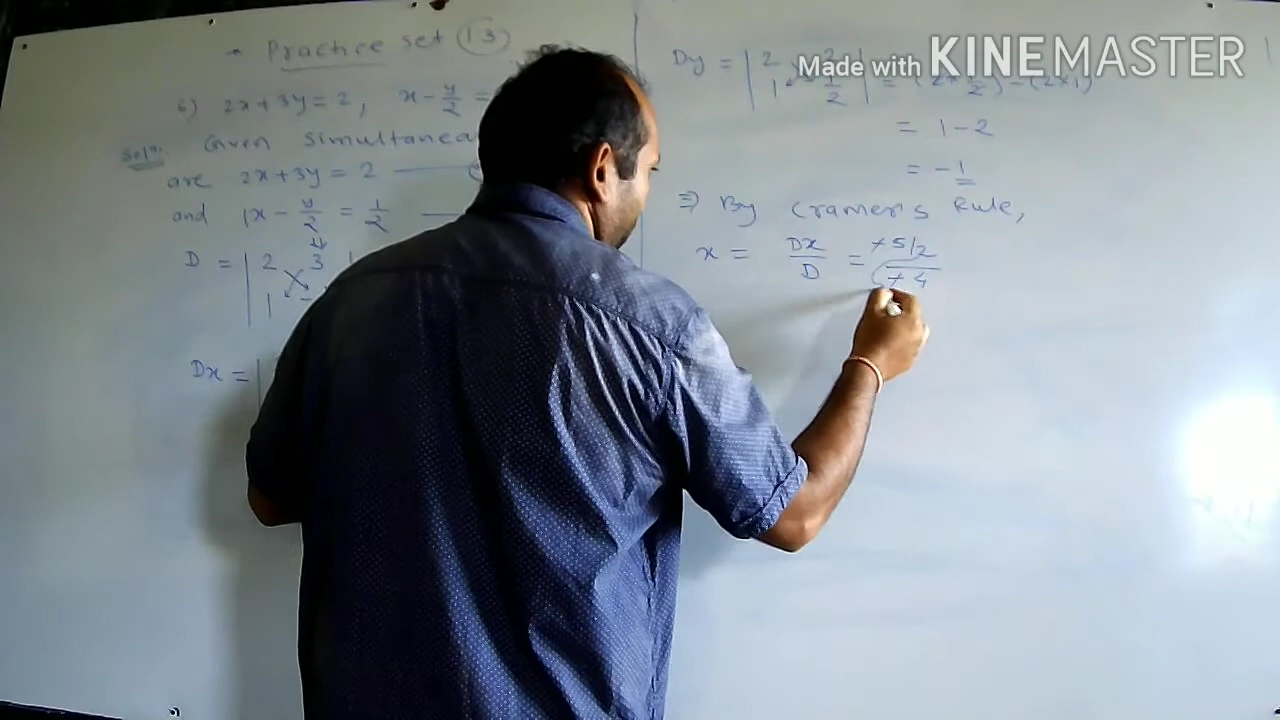 * Practice set (13)
6) 2x+3y=2, x-y/2=
Soln. Given Simultanea
are 2x+3y=2
and 1x-y/2=1/2
D = | 2 3
1
Dx = |
Dy = | 2 2
1 1/2 | = (2×1/2)-(2×1)
= 1-2
= -1
⇒ By Cramer's Rule,
x = Dx/D = +5/2
+4
Made with KINEMASTER